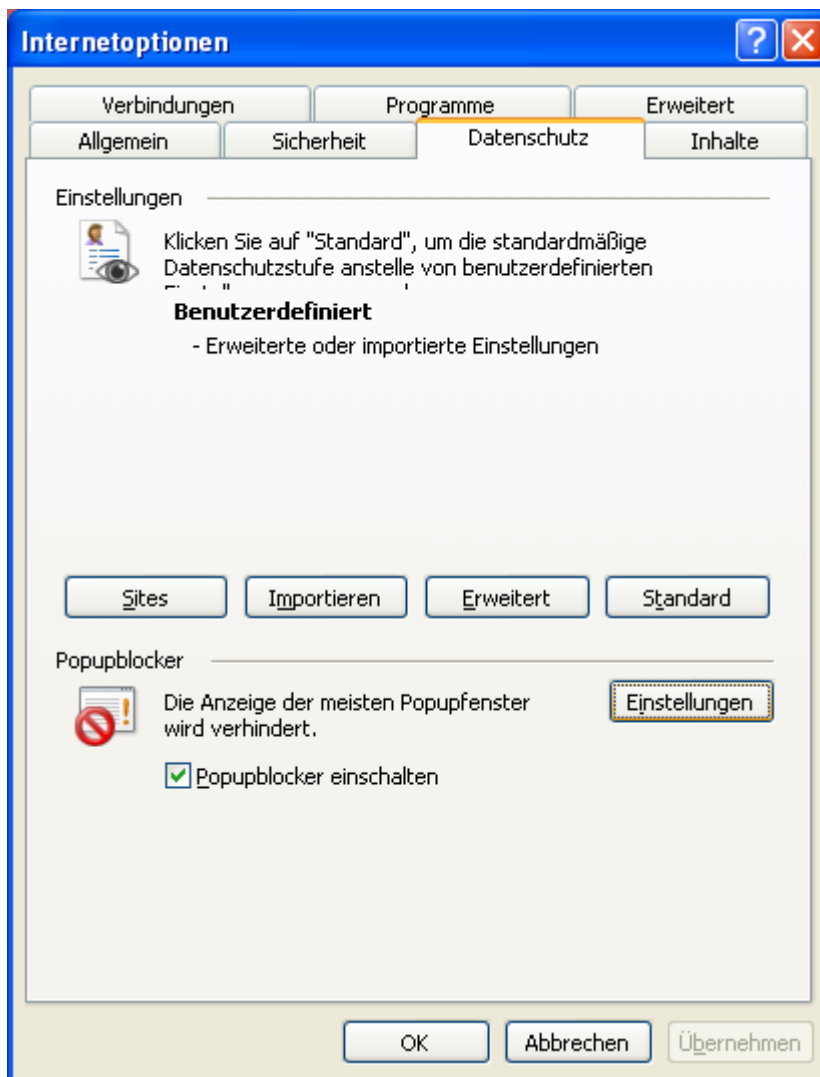 Internetoptionen
Verbindungen Programme Erweitert
Allgemein Sicherheit Datenschutz Inhalte
Einstellungen
Klicken Sie auf "Standard", um die standardmäßige
Datenschutzstufe anstelle von benutzerdefinierten
Benutzerdefiniert
- Erweiterte oder importierte Einstellungen
Sites Importieren Erweitert Standard
Popupblocker
Die Anzeige der meisten Popupfenster
wird verhindert.
Einstellungen
Popupblocker einschalten
OK Abbrechen Übernehmen